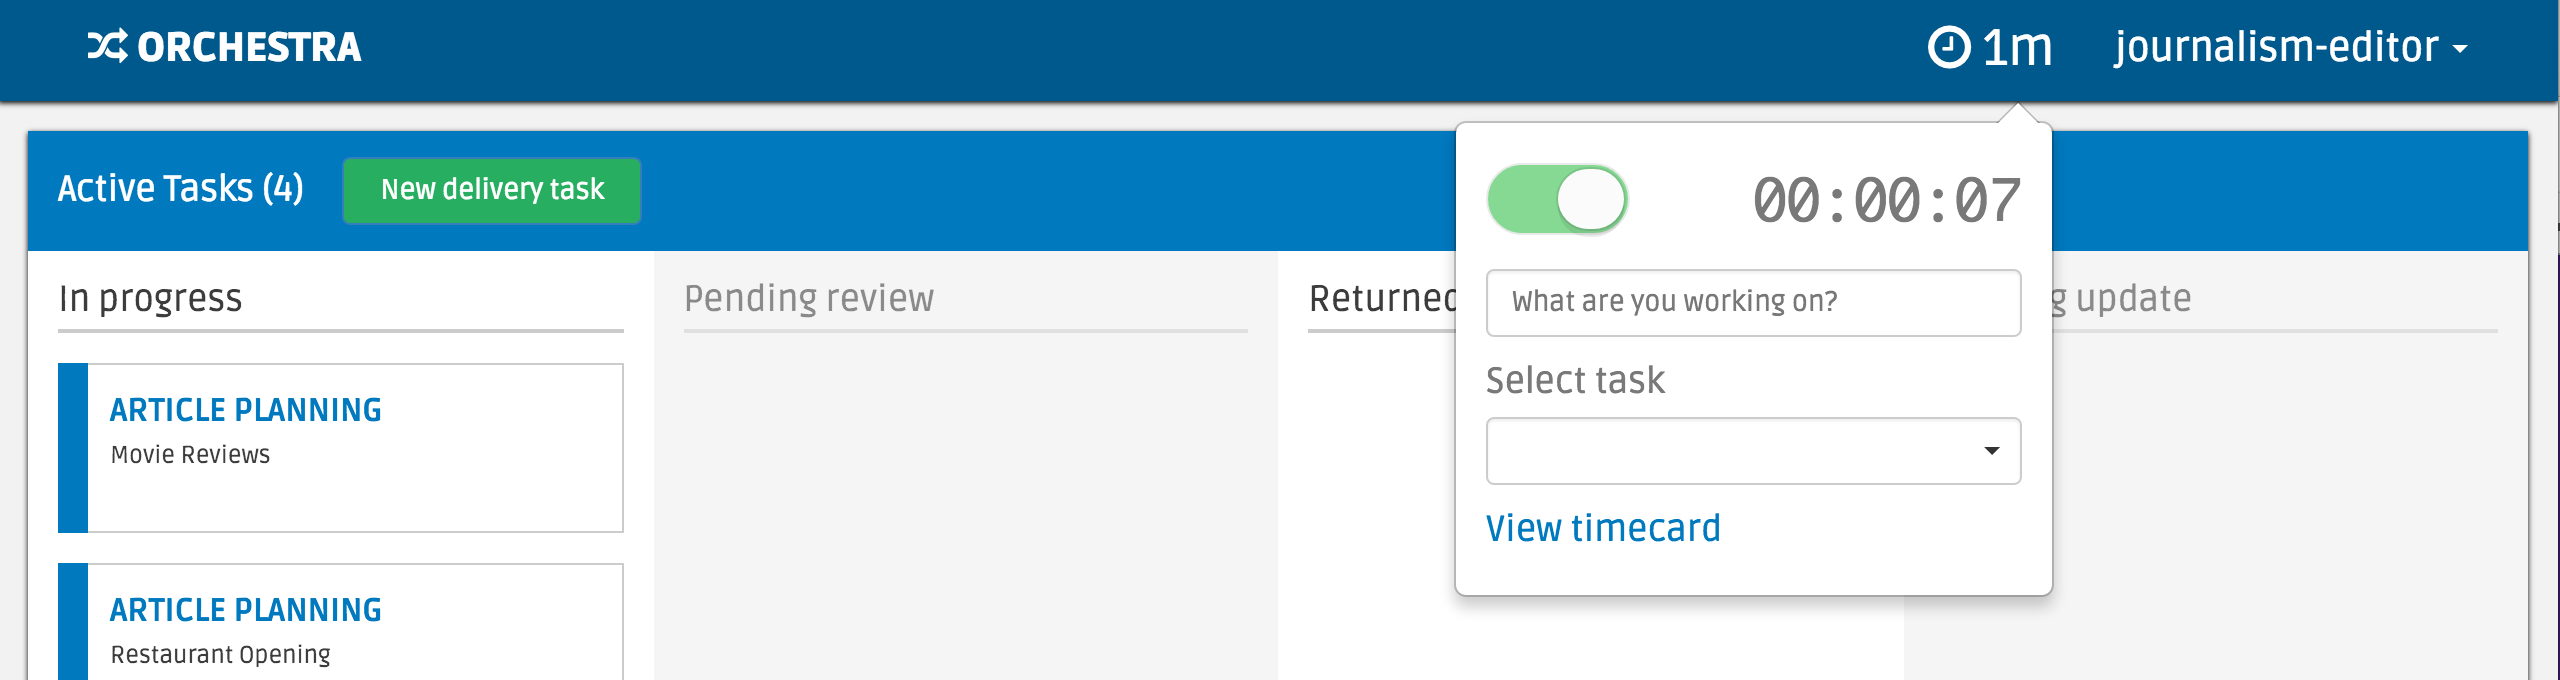 ORCHESTRA
1m
journalism-editor
Active Tasks (4)
New delivery task
00:00:07
What are you working on?
Select task
View timecard
In progress
Pending review
Returned
update
ARTICLE PLANNING
Movie Reviews
ARTICLE PLANNING
Restaurant Opening